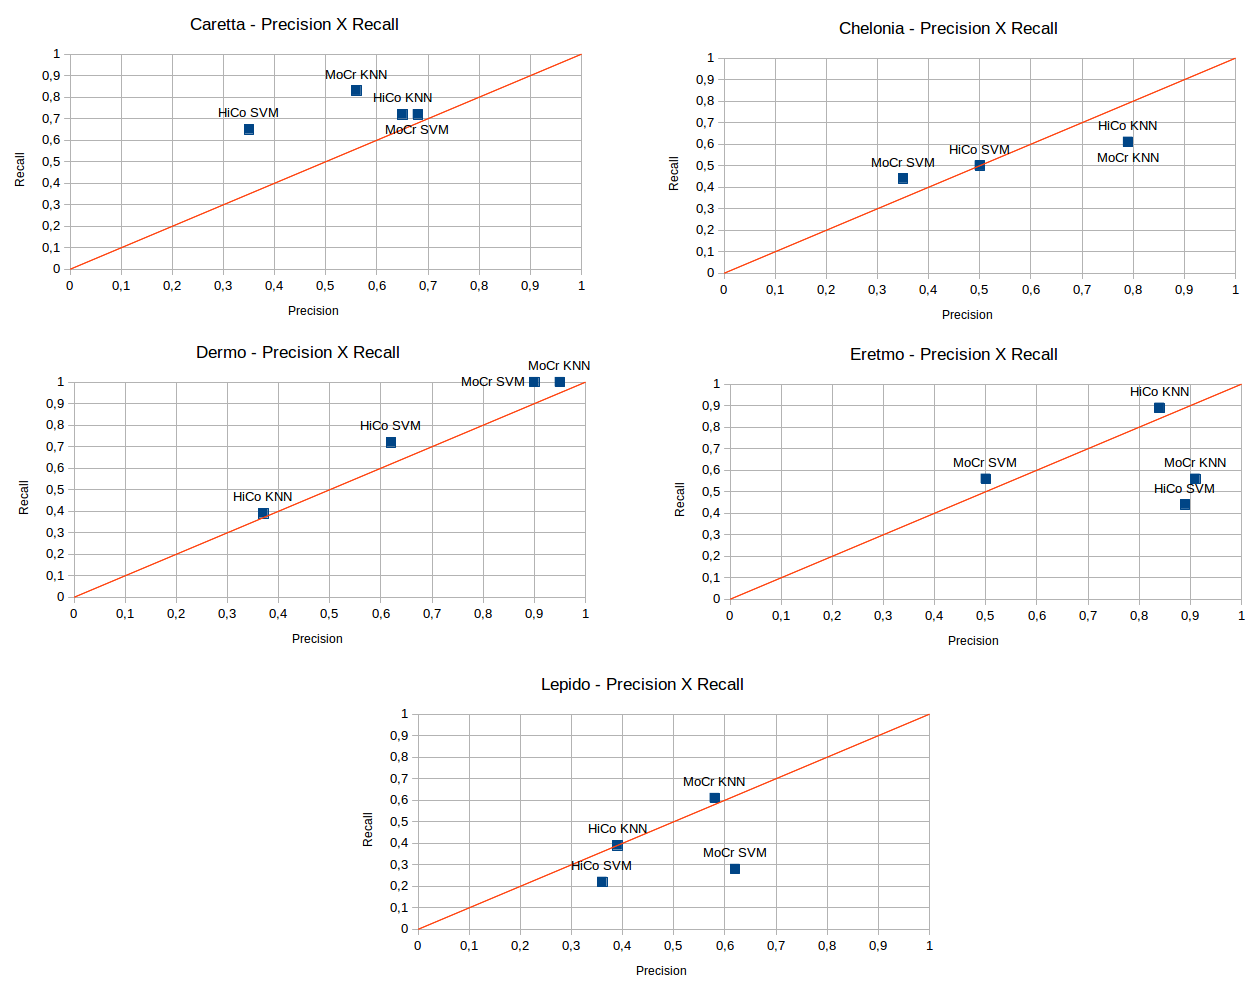 Caretta - Precision X Recall
1
0,9
0,8
0,7
0,6
0,5
0,4
0,3
0,2
0,1
0
Recall
MoCr KNN
HiCo KNN
HiCo SVM
MoCr SVM
0 0,1 0,2 0,3 0,4 0,5 0,6 0,7 0,8 0,9 1
Precision
Chelonia - Precision X Recall
1
0,9
0,8
0,7
0,6
0,5
0,4
0,3
0,2
0,1
0
Recall
HiCo KNN
HiCo SVM
MoCr KNN
MoCr SVM
0 0,1 0,2 0,3 0,4 0,5 0,6 0,7 0,8 0,9 1
Precision
Dermo - Precision X Recall
1
0,9
0,8
0,7
0,6
0,5
0,4
0,3
0,2
0,1
0
Recall
MoCr KNN
MoCr SVM
HiCo SVM
HiCo KNN
0 0,1 0,2 0,3 0,4 0,5 0,6 0,7 0,8 0,9 1
Precision
Eretmo - Precision X Recall
1
0,9
0,8
0,7
0,6
0,5
0,4
0,3
0,2
0,1
0
Recall
HiCo KNN
MoCr SVM
MoCr KNN
HiCo SVM
0 0,1 0,2 0,3 0,4 0,5 0,6 0,7 0,8 0,9 1
Precision
Lepido - Precision X Recall
1
0,9
0,8
0,7
0,6
0,5
0,4
0,3
0,2
0,1
0
Recall
MoCr KNN
HiCo KNN
MoCr SVM
HiCo SVM
0 0,1 0,2 0,3 0,4 0,5 0,6 0,7 0,8 0,9 1
Precision